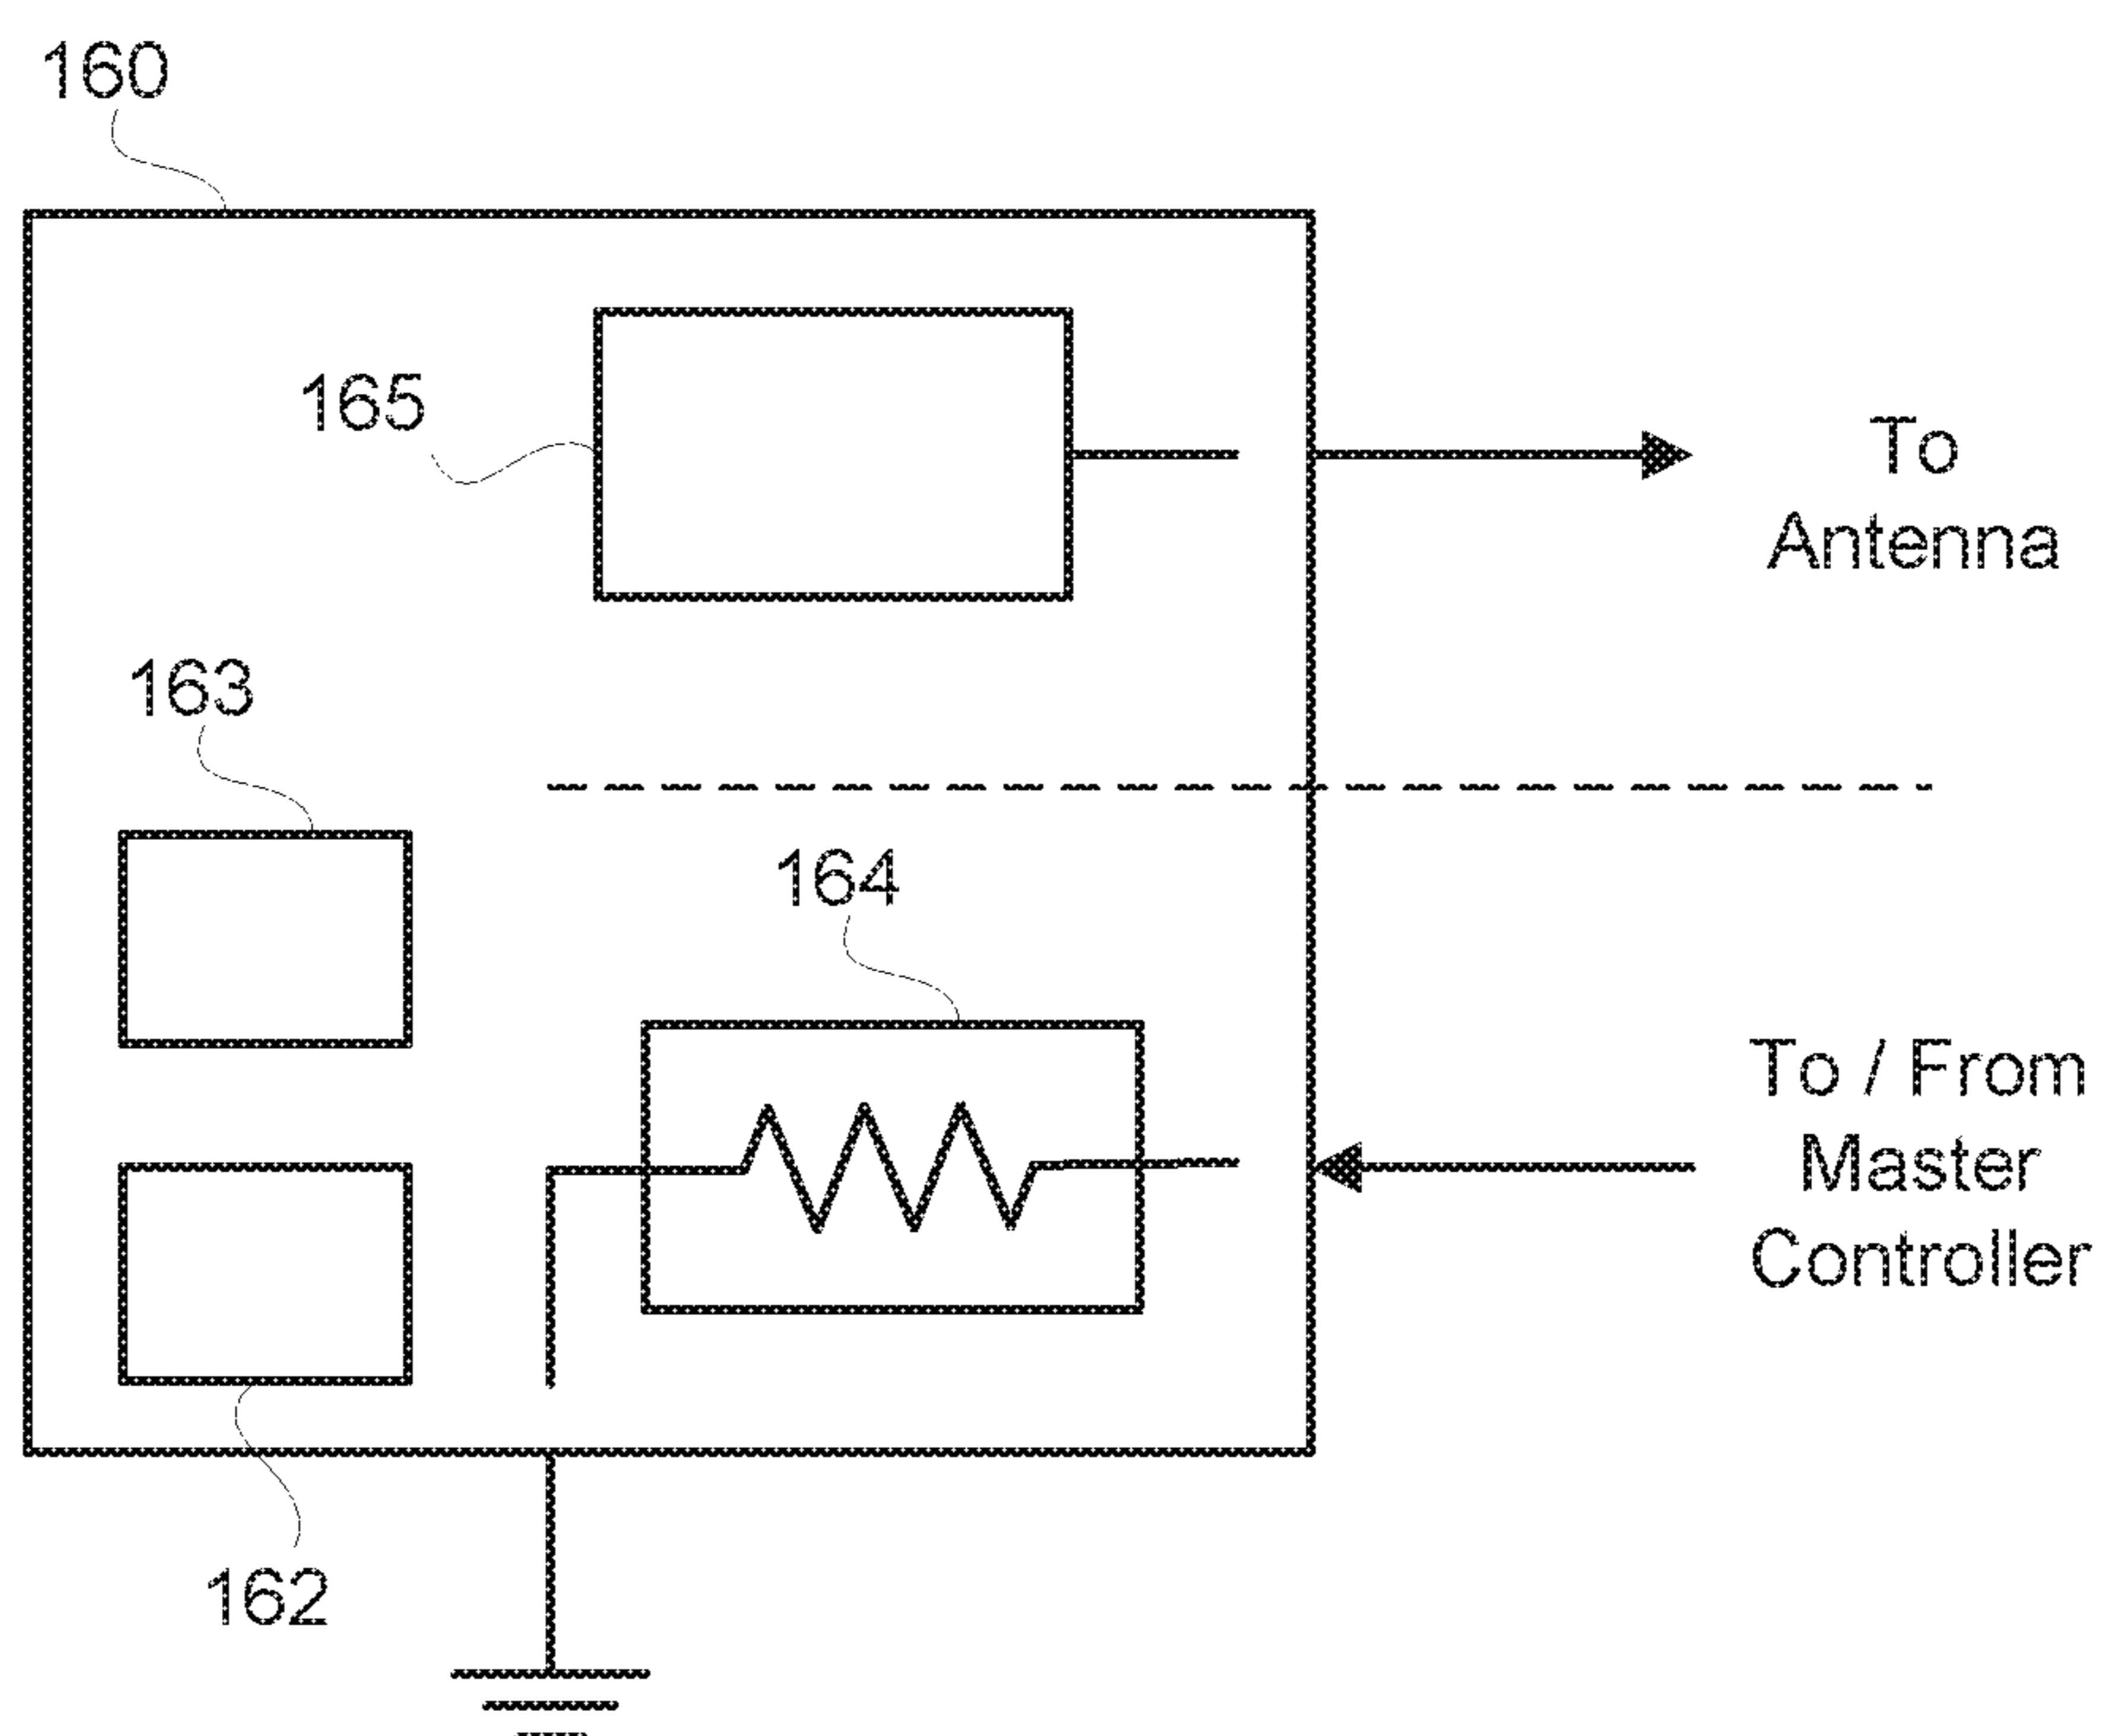 160
165
To
Antenna
163
164
To / From
Master
Controller
162